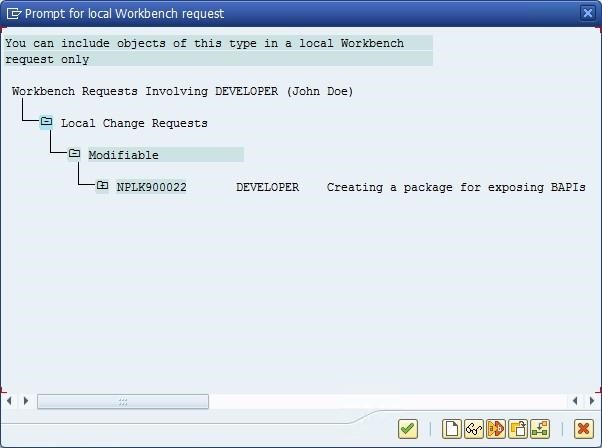 Prompt for local Workbench request
You can include objects of this type in a local Workbench
request only
Workbench Requests Involving DEVELOPER (John Doe)
Local Change Requests
Modifiable
NPLK900022 DEVELOPER Creating a package for exposing BAPIs